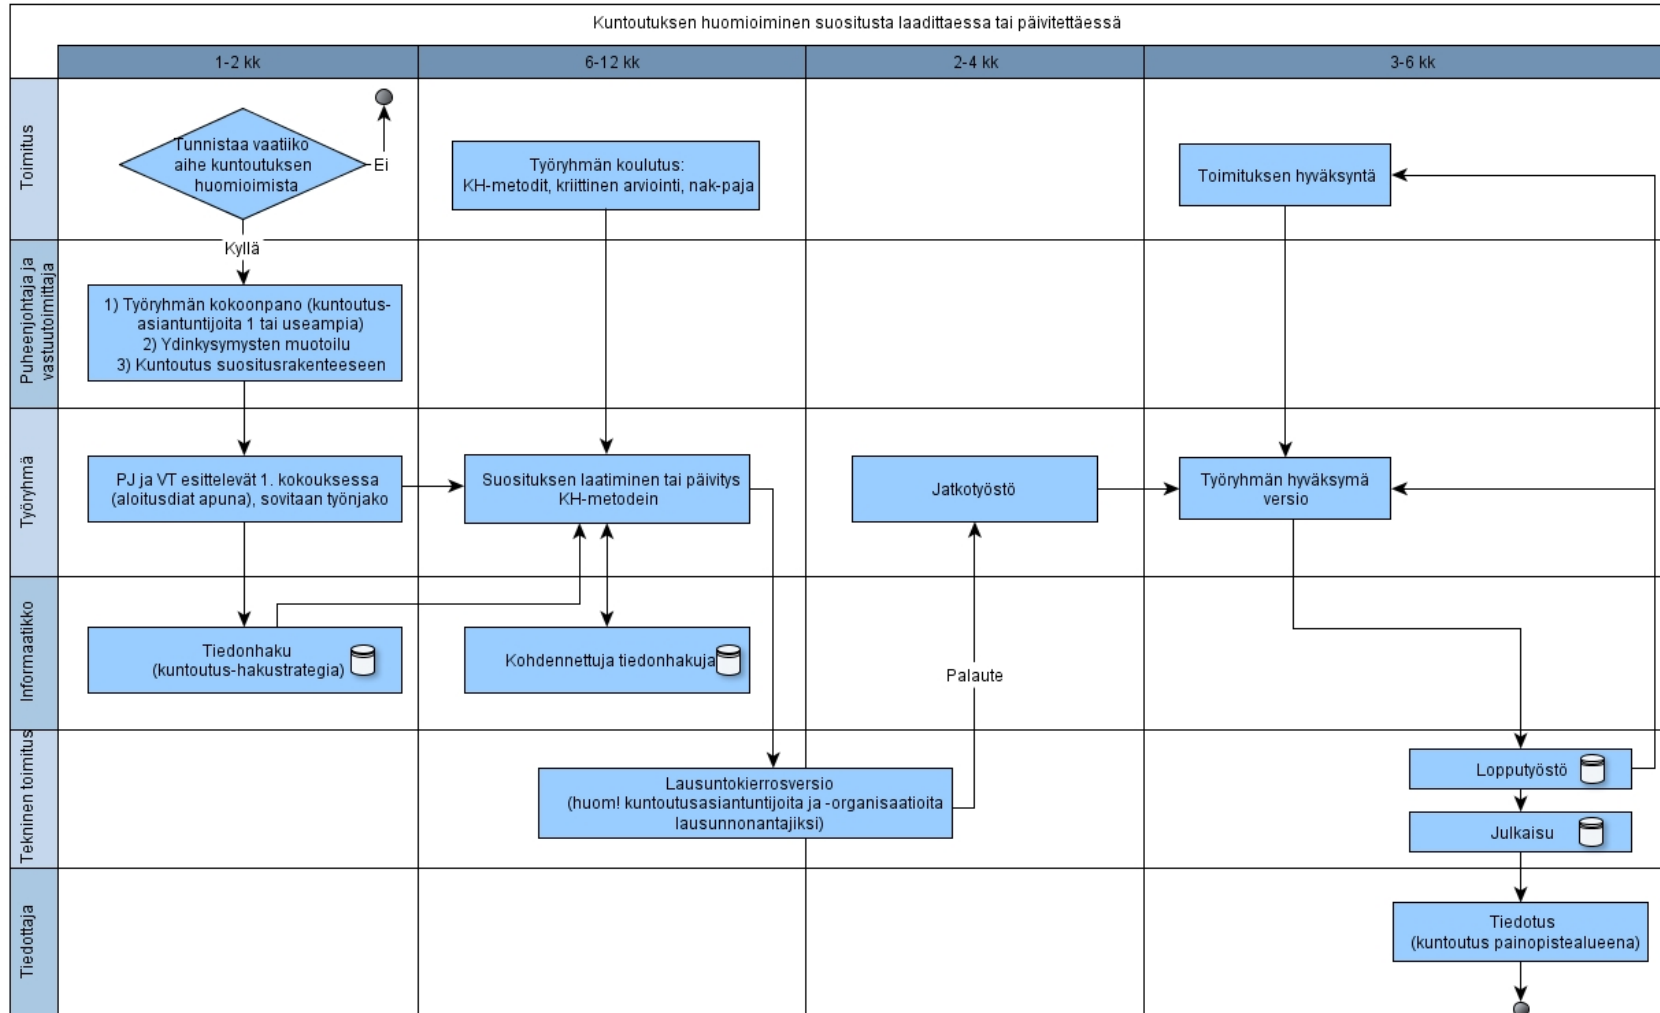 Kuntoutuksen huomioiminen suositusta laadittaessa tai päivitettäessä
1-2 kk
6-12 kk
2-4 kk
3-6 kk
Toimitus
Tunnistaa vaatiiko
aihe kuntoutuksen
huomioimista
Ei
Kyllä
Työryhmän koulutus:
KH-metodit, kriittinen arviointi, nak-paja
Toimituksen hyväksyntä
Puheenjohtaja ja
vastuutoimittaja
1) Työryhmän kokoonpano (kuntoutus-
asiantuntijoita 1 tai useampia)
2) Ydinkysymysten muotoilu
3) Kuntoutus suositusrakenteeseen
Työryhmä
PJ ja VT esittelevät 1. kokouksessa
(aloitusdiat apuna), sovitaan työnjako
Suosituksen laatiminen tai päivitys
KH-metodein
Jatkotyöstö
Työryhmän hyväksymä
versio
Informaatikko
Tiedonhaku
(kuntoutus-hakustrategia)
Kohdennettuja tiedonhakuja
Palaute
Tekninen toimitus
Lausuntokierrosversio
(huom! kuntoutusasiantuntijoita ja -organisaatioita
lausunnonantajiksi)
Lopputyöstö
Julkaisu
Tiedottaja
Tiedotus
(kuntoutus painopistealueena)